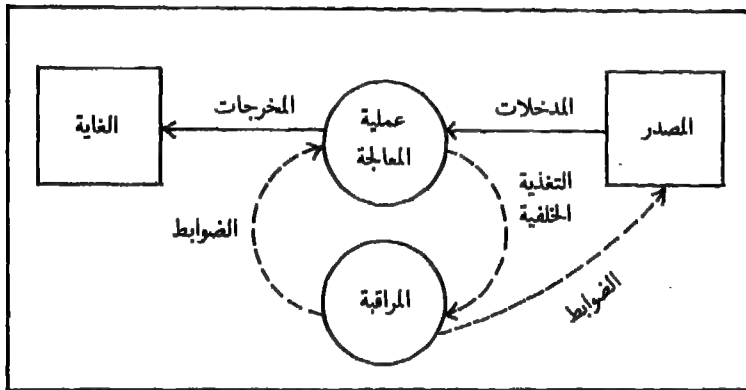 المصدر
المدخلات
عملية
المعالجة
المخرجات
الغاية
التغذية
الخلفية
الضوابط
المراقبة
الضوابط